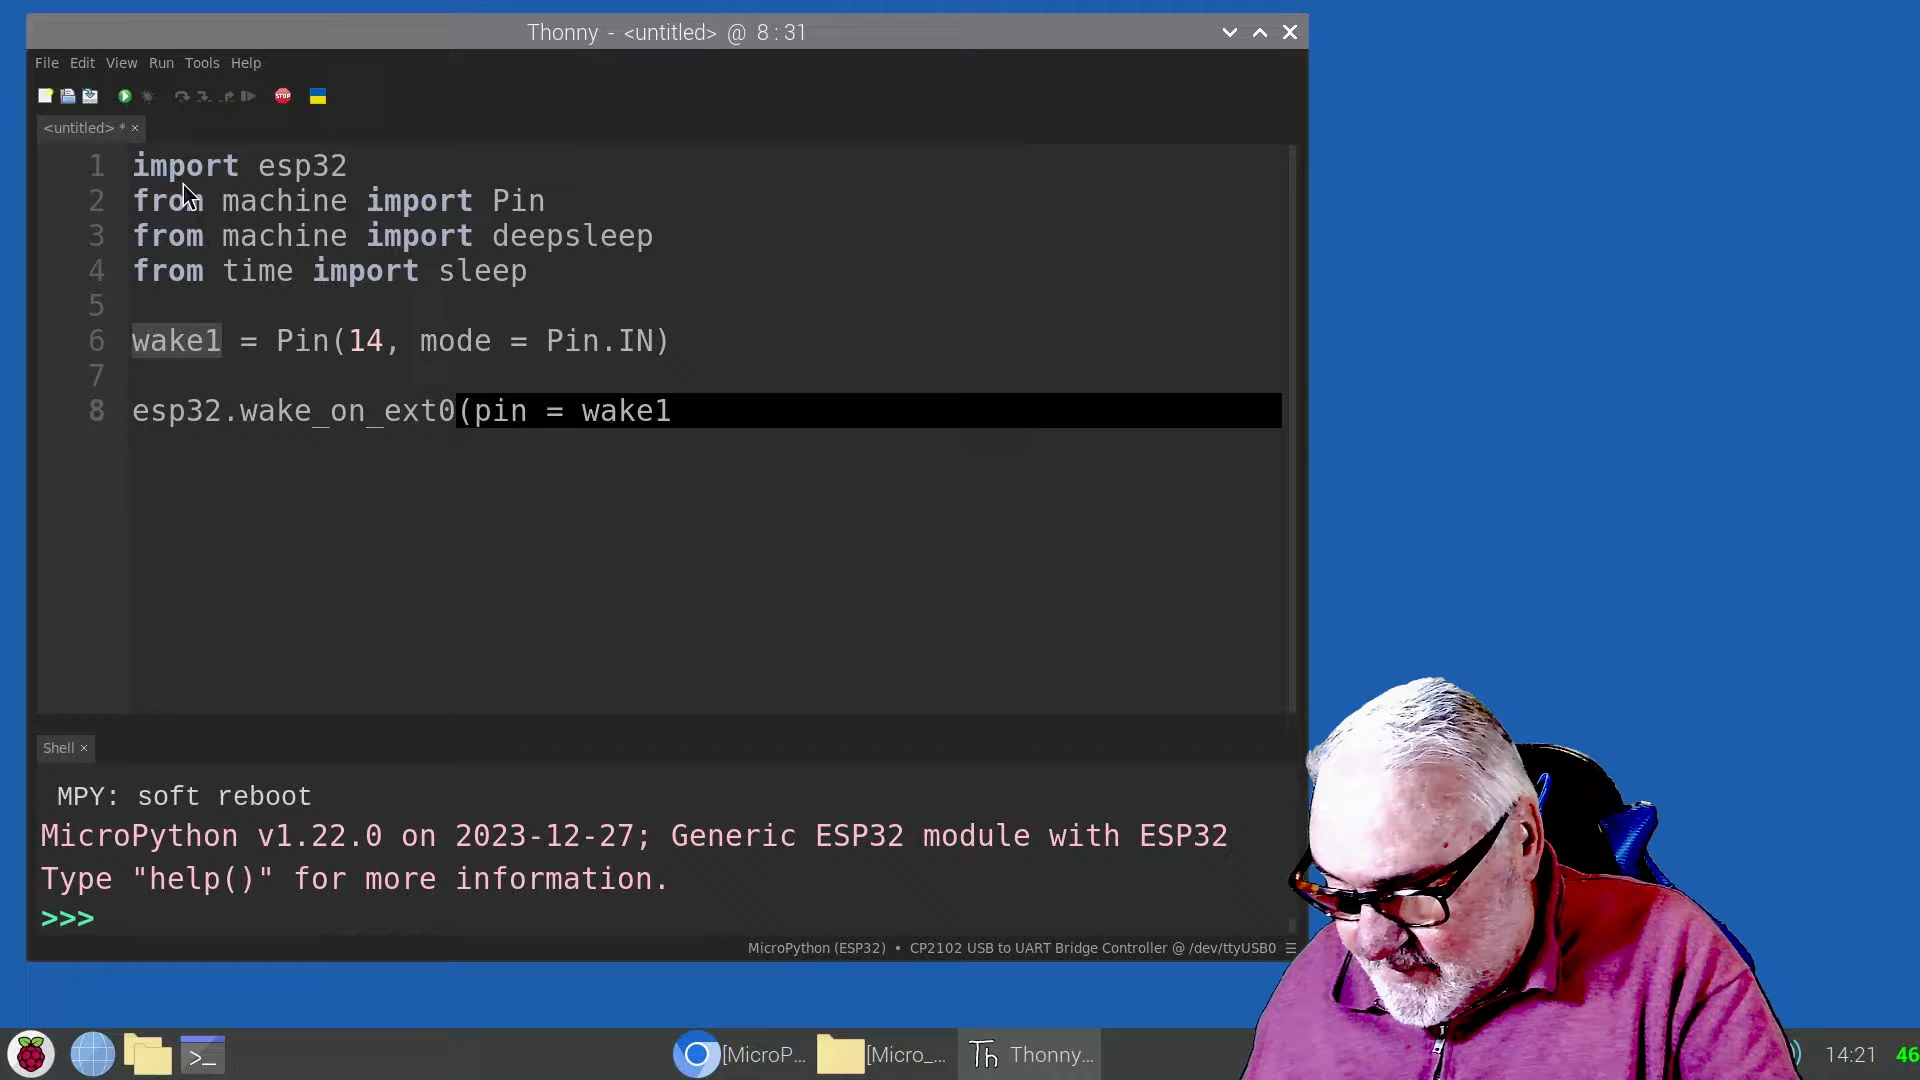 Thonny - <untitled> @ 8:31
File Edit View Run Tools Help
STOP
<untitled> * ×
1 import esp32
2 from machine import Pin
3 from machine import deepsleep
4 from time import sleep
5
6 wake1 = Pin(14, mode = Pin.IN)
7
8 esp32.wake_on_ext0(pin = wake1
Shell ×
MPY: soft reboot
MicroPython v1.22.0 on 2023-12-27; Generic ESP32 module with ESP32
Type "help()" for more information.
>>>
MicroPython (ESP32) • CP2102 USB to UART Bridge Controller @ /dev/ttyUSB0 ☰
>_
[MicroP... [Micro_... Th Thonny... 14:21 46